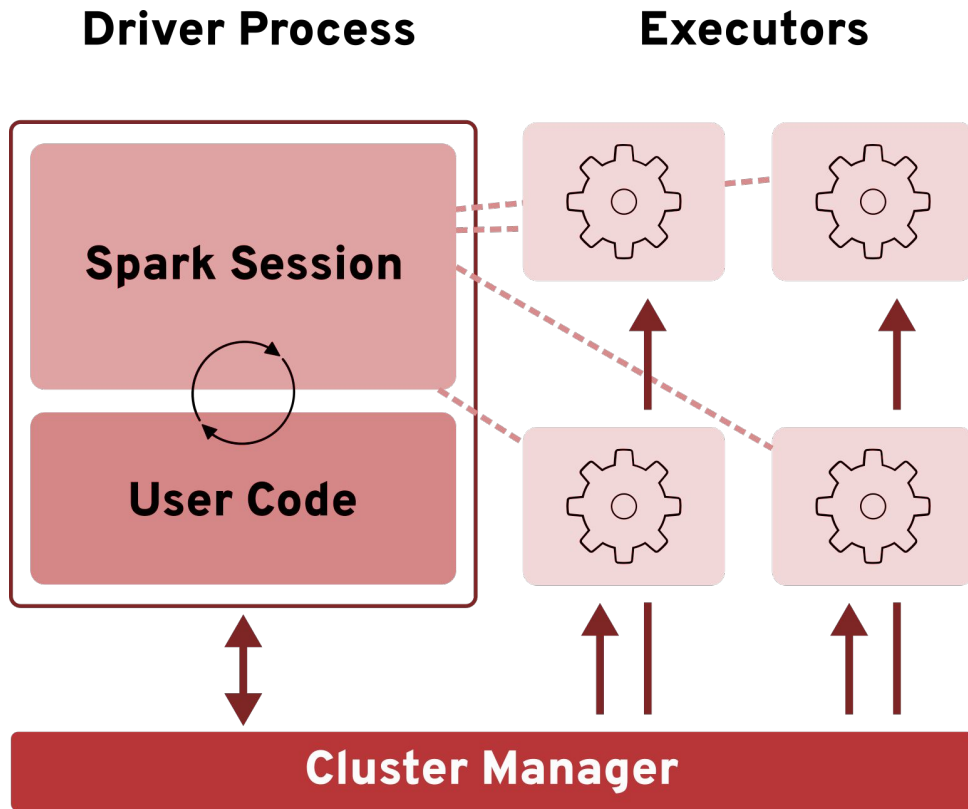 Driver Process
Executors
Spark Session
User Code
Cluster Manager